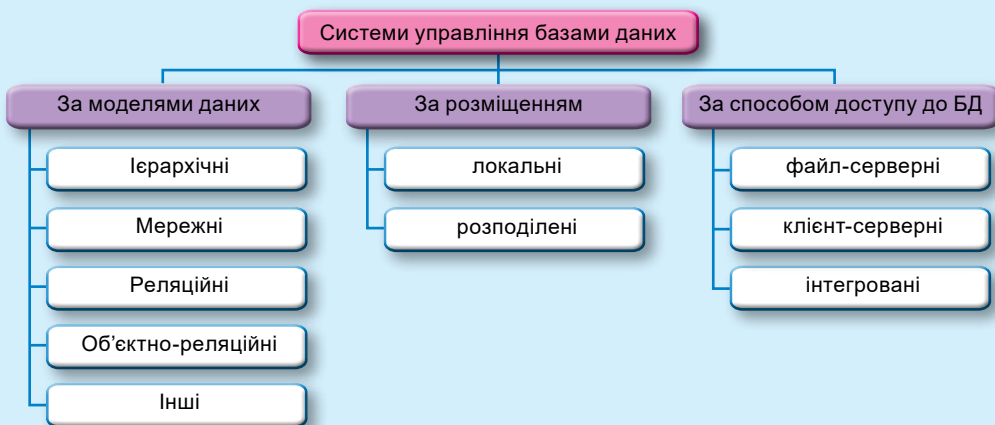 Системи управління базами даних
За моделями даних
Ієрархічні
Мережні
Реляційні
Об’єктно-реляційні
Інші
За розміщенням
локальні
розподілені
За способом доступу до БД
файл-серверні
клієнт-серверні
інтегровані